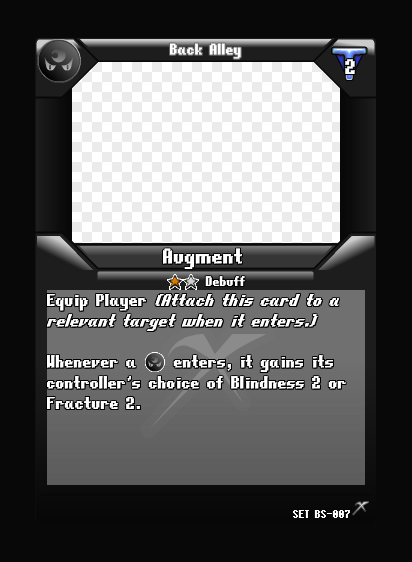 Back Alley
2
Augment
Debuff
Equip Player (Attach this card to a
relevant target when it enters.)
Whenever a enters, it gains its
controller's choice of Blindness 2 or
Fracture 2.
SET BS-007